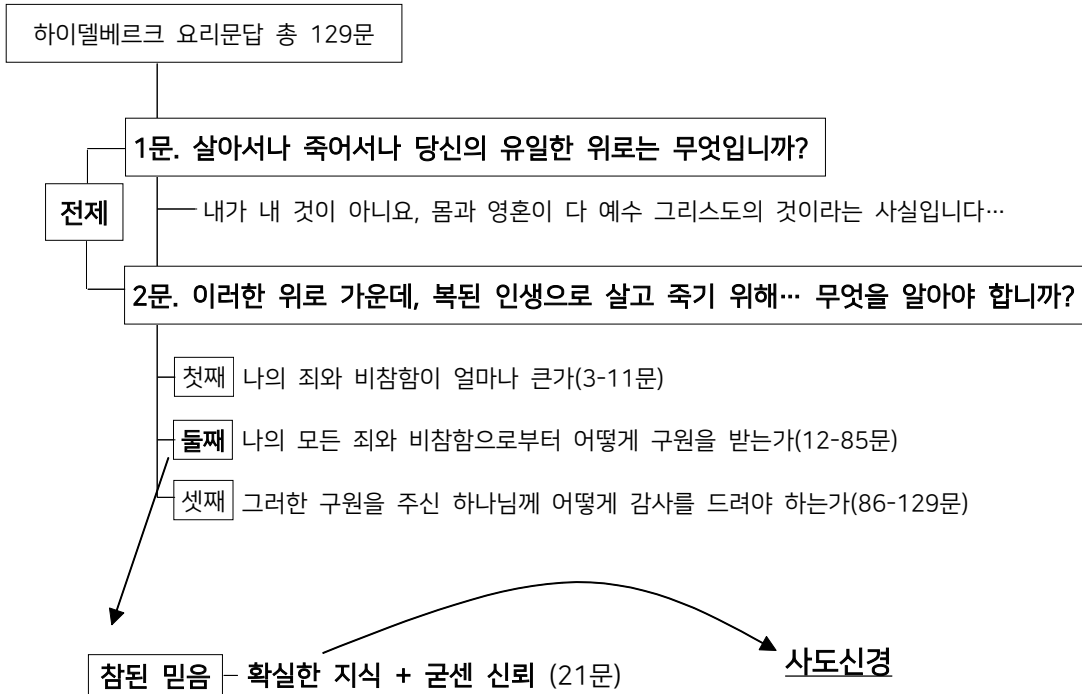 하이델베르크 요리문답 총 129문
1문. 살아서나 죽어서나 당신의 유일한 위로는 무엇입니까?
전제
내가 내 것이 아니요, 몸과 영혼이 다 예수 그리스도의 것이라는 사실입니다…
2문. 이러한 위로 가운데, 복된 인생으로 살고 죽기 위해… 무엇을 알아야 합니까?
첫째 나의 죄와 비참함이 얼마나 큰가(3-11문)
둘째 나의 모든 죄와 비참함으로부터 어떻게 구원을 받는가(12-85문)
셋째 그러한 구원을 주신 하나님께 어떻게 감사를 드려야 하는가(86-129문)
참된 믿음 확실한 지식 + 굳센 신뢰 (21문)
사도신경